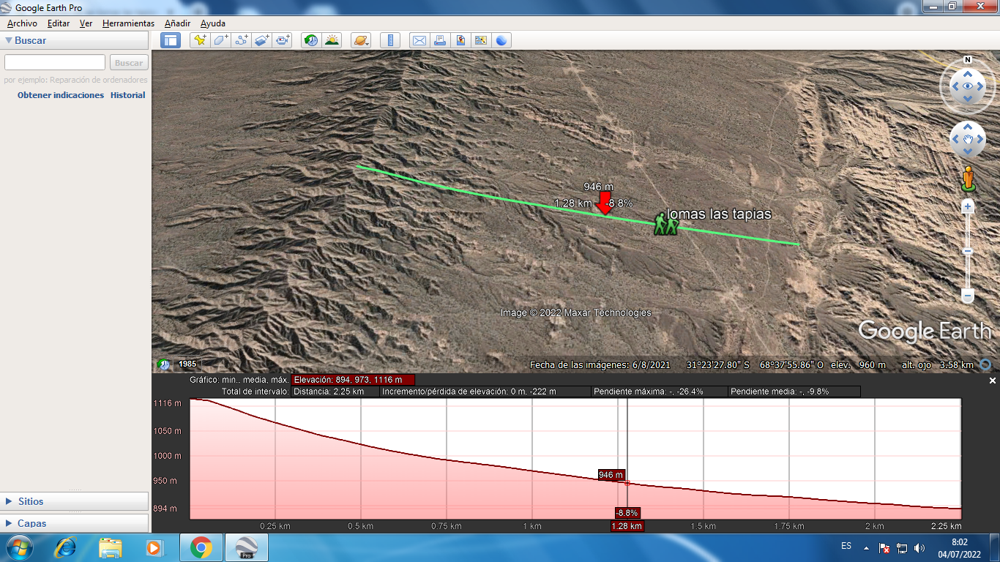 Google Earth Pro
Archivo Editar Ver Herramientas Añadir Ayuda
Buscar
Buscar
por ejemplo: Reparación de ordenadores
Obtener indicaciones Historial
N
946 m
1.28 km -8.8%
lomas las tapias
Image © 2022 Maxar Technologies
Google Earth
1985
Fecha de las imágenes: 6/8/2021 31°23'27.80" S 68°37'55.86" O elev. 960 m alt. ojo 3.58 km
Gráfico: mín., media, máx. Elevación: 894, 973, 1116 m
Total de intervalo: Distancia: 2.25 km Incremento/pérdida de elevación: 0 m. -222 m Pendiente máxima: -, -26.4% Pendiente media: -, -9.8%
1116 m
1050 m
1000 m
950 m
894 m
946 m
-8.8%
0.25 km 0.5 km 0.75 km 1 km 1.28 km 1.5 km 1.75 km 2 km 2.25 km
Sitios
Capas
Pro
ES
8:02
04/07/2022